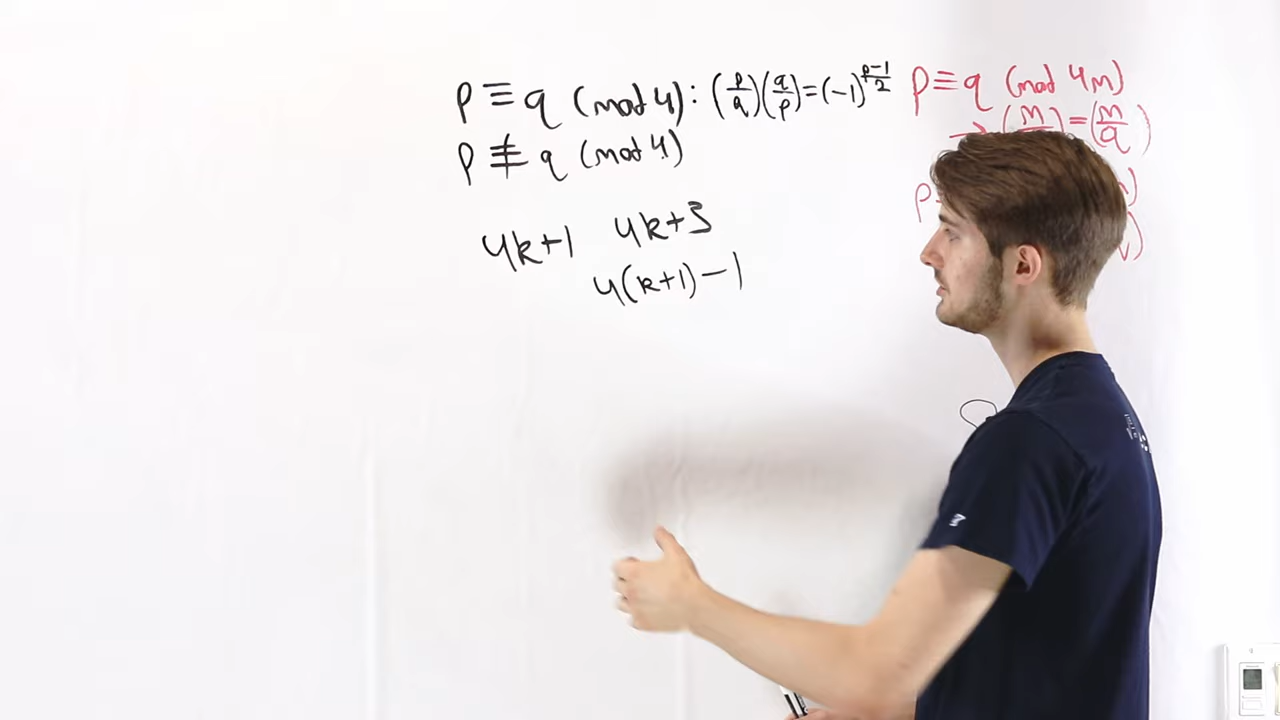 p ≡ q (mod 4): (p/q)(q/p) = (-1)^((p-1)/2)
p ≢ q (mod 4)
4k+1 4k+3
4(k+1)-1
p ≡ q (mod 4m)
→ (m/ ) = (m/q)
p